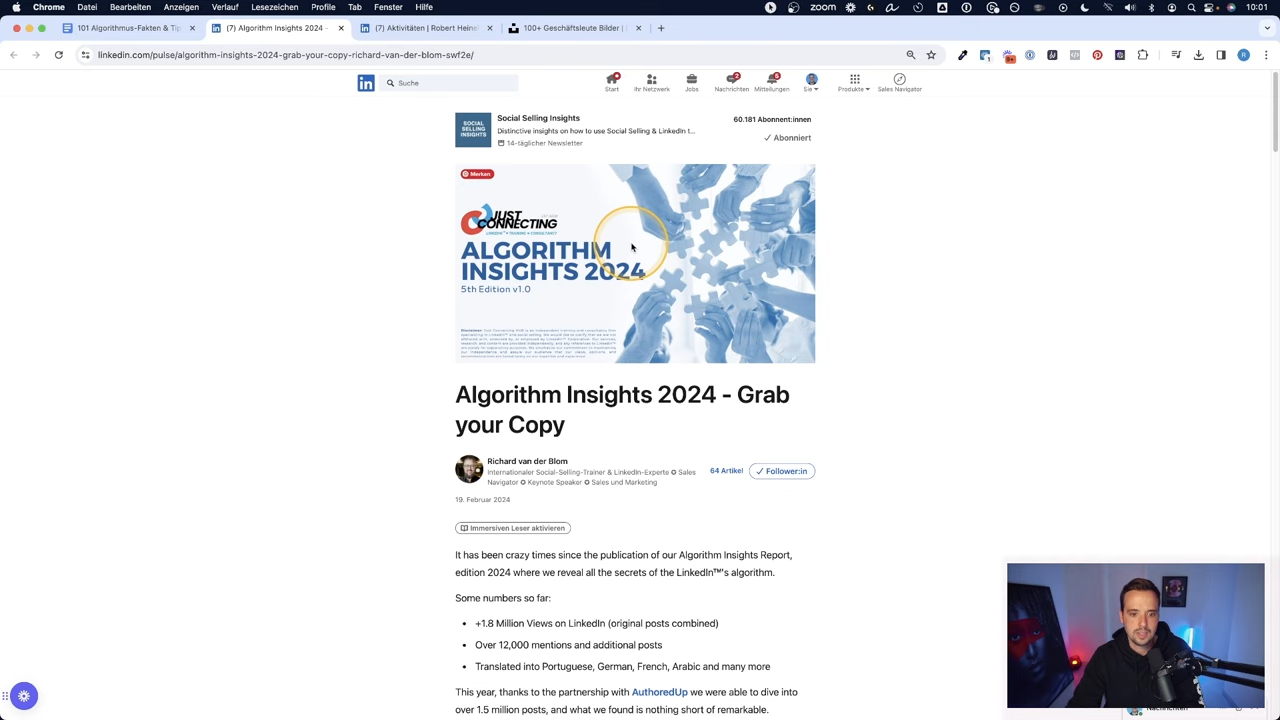 Chrome Datei Bearbeiten Anzeigen Verlauf Lesezeichen Profile Tab Fenster Hilfe
101 Algorithmus-Fakten & Tip
(7) Algorithm Insights 2024 -
(7) Aktivitäten | Robert Heine
100+ Geschäftsleute Bilder |
linkedin.com/pulse/algorithm-insights-2024-grab-your-copy-richard-van-der-blom-swf2e/
in Suche
Start Ihr Netzwerk Jobs Nachrichten Mitteilungen Sie Produkte Sales Navigator
SOCIAL SELLING INSIGHTS
Social Selling Insights
Distinctive insights on how to use Social Selling & LinkedIn t...
14-täglicher Newsletter
60.181 Abonnent:innen
Abonniert
Merken
JUST
CONNECTING
LINKEDIN™ • TRAINING • CONSULTANCY
ALGORITHM
INSIGHTS 2024
5th Edition v1.0
Algorithm Insights 2024 - Grab
your Copy
Richard van der Blom
Internationaler Social-Selling-Trainer & LinkedIn-Experte ✪ Sales
Navigator ✪ Keynote Speaker ✪ Sales und Marketing
64 Artikel
Follower:in
19. Februar 2024
Immersiven Leser aktivieren
It has been crazy times since the publication of our Algorithm Insights Report,
edition 2024 where we reveal all the secrets of the LinkedIn™'s algorithm.
Some numbers so far:
• +1.8 Million Views on LinkedIn (original posts combined)
• Over 12,000 mentions and additional posts
• Translated into Portuguese, German, French, Arabic and many more
This year, thanks to the partnership with AuthoredUp we were able to dive into
over 1.5 million posts, and what we found is nothing short of remarkable.
Nachrichten